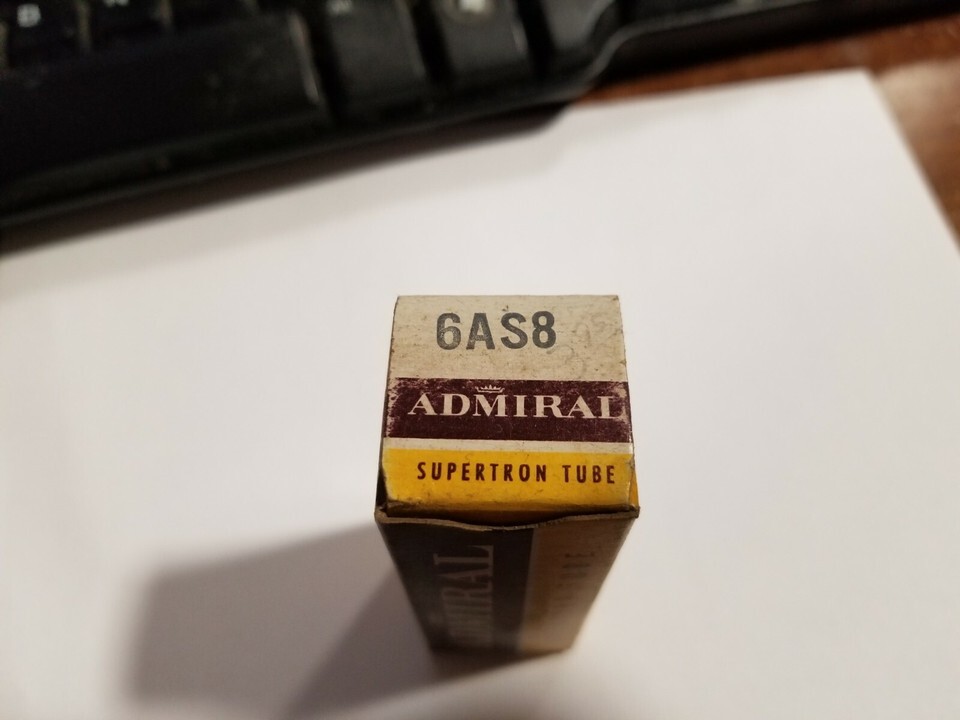 6AS8
ADMIRAL
SUPERTRON TUBE
ADMIRAL